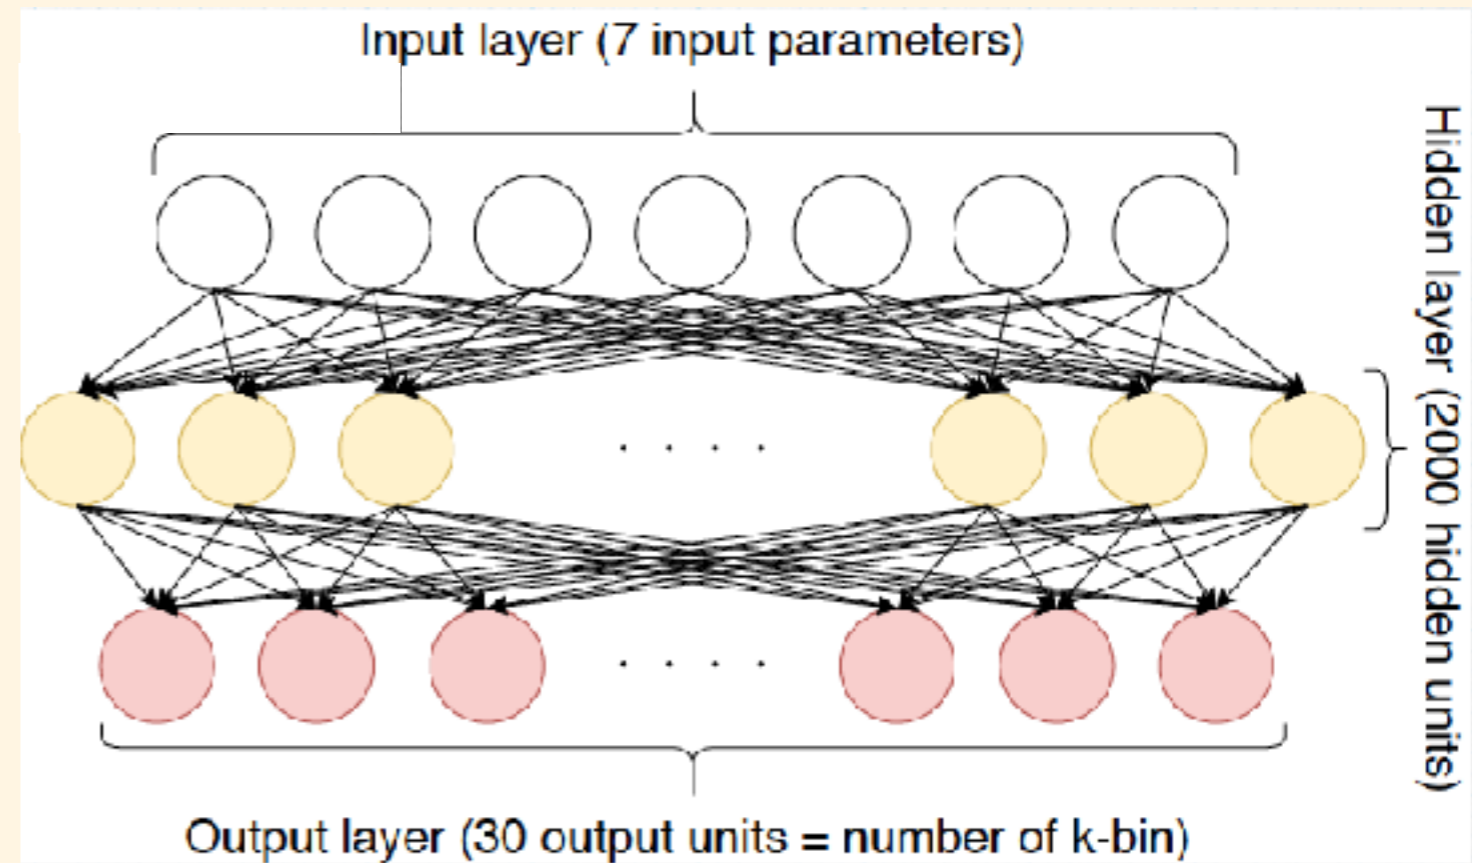 Input layer (7 input parameters)
Hidden layer (2000 hidden units)
Output layer (30 output units = number of k-bin)